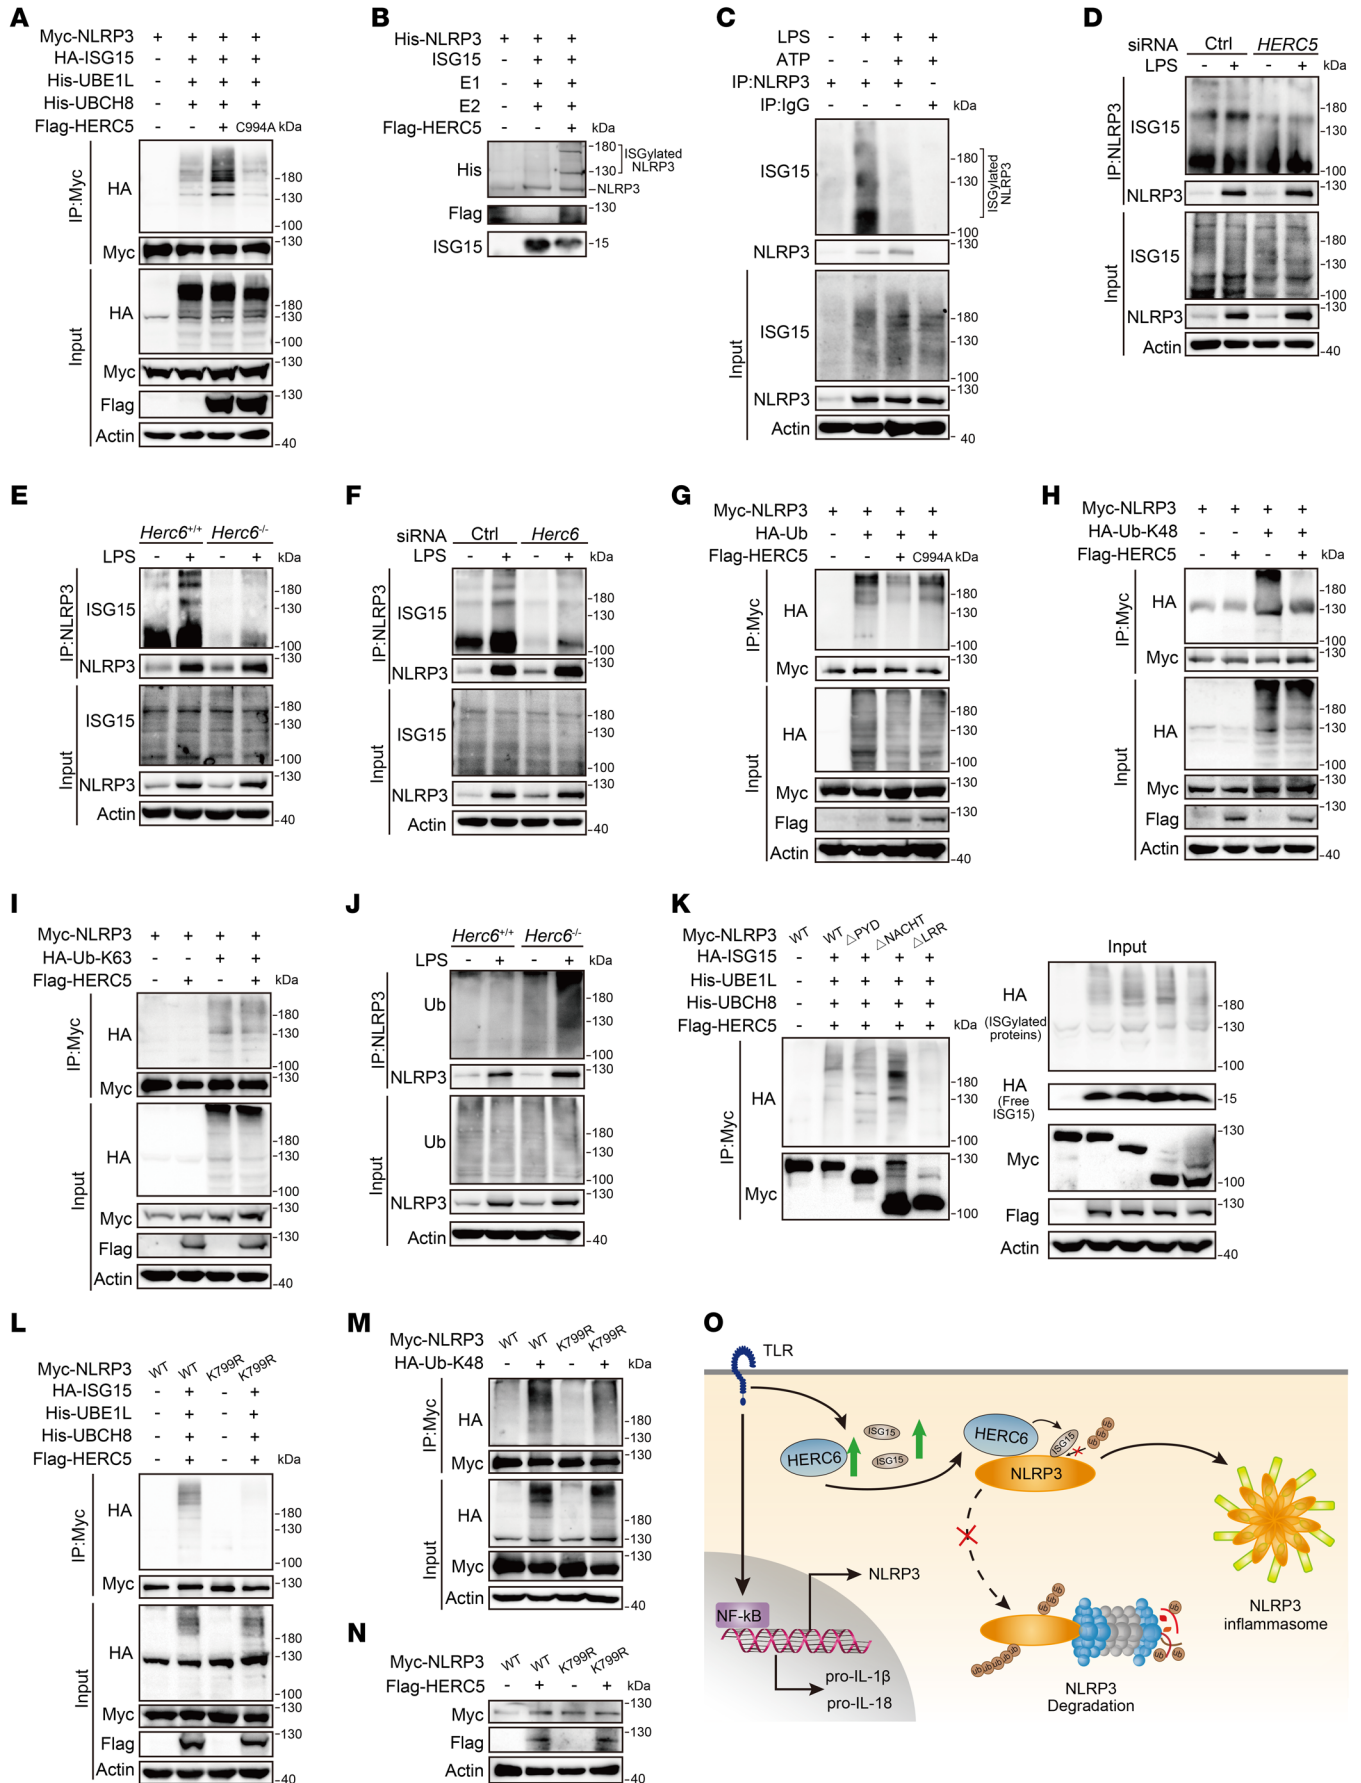 A
Myc-NLRP3 + + + +
HA-ISG15 - + + +
His-UBE1L - + + +
His-UBCH8 - + + +
Flag-HERC5 - - + C994A kDa
IP:Myc
HA
-180
-130
-100
Myc
-130
Input
HA
-180
-130
-100
Myc
-130
Flag
-130
Actin
-40
B
His-NLRP3 + + +
ISG15 - + +
E1 - + +
E2 - + +
Flag-HERC5 - - + kDa
His
-180
-130
ISGylated
NLRP3
-NLRP3
Flag
-130
ISG15
-15
C
LPS - + + +
ATP - - + +
IP:NLRP3 + + + -
IP:IgG - - - + kDa
ISG15
-180
-130
100
ISGylated
NLRP3
NLRP3
130
Input
ISG15
-180
-130
-100
NLRP3
-130
Actin
- 40
D
siRNA Ctrl HERC5
LPS - + - + kDa
IP:NLRP3
ISG15
-180
-130
-100
NLRP3
-130
Input
ISG15
-180
-130
-100
NLRP3
-130
Actin
-40
E
Herc6+/+ Herc6-/-
LPS - + - + kDa
IP:NLRP3
ISG15
-180
-130
-100
NLRP3
-130
Input
ISG15
-180
-130
-100
NLRP3
-130
Actin
-40
F
siRNA Ctrl Herc6
LPS - + - + kDa
IP:NLRP3
ISG15
-180
-130
-100
NLRP3
-130
Input
ISG15
-180
-130
-100
NLRP3
-130
Actin
-40
G
Myc-NLRP3 + + + +
HA-Ub - + + +
Flag-HERC5 - - + C994A kDa
IP:Myc
HA
-180
-130
-100
Myc
-130
Input
HA
-180
-130
-100
Myc
-130
Flag
-130
Actin
-40
H
Myc-NLRP3 + + + +
HA-Ub-K48 - - + +
Flag-HERC5 - + - + kDa
IP:Myc
HA
-180
-130
-100
Myc
-130
Input
HA
-180
-130
-100
Myc
-130
Flag
-130
Actin
-40
I
Myc-NLRP3 + + + +
HA-Ub-K63 - - + +
Flag-HERC5 - + - + kDa
IP:Myc
HA
-180
-130
-100
Myc
-130
Input
HA
-180
-130
-100
Myc
-130
Flag
-130
Actin
-40
J
Herc6+/+ Herc6-/-
LPS - + - + kDa
IP:NLRP3
Ub
-180
-130
-100
NLRP3
-130
Input
Ub
-180
-130
-100
NLRP3
-130
Actin
-40
K
Myc-NLRP3 WT WT △PYD △NACHT △LRR
HA-ISG15 - + + + +
His-UBE1L - + + + +
His-UBCH8 - + + + +
Flag-HERC5 - + + + + kDa
IP:Myc
HA
-180
-130
-100
Myc
-130
-100
Input
HA
(ISGylated
proteins)
-180
-130
-100
HA
(Free
ISG15)
-15
Myc
-130
-100
Flag
-130
Actin
-40
L
Myc-NLRP3 WT WT K799R K799R
HA-ISG15 - + - +
His-UBE1L - + - +
His-UBCH8 - + - +
Flag-HERC5 - + - + kDa
IP:Myc
HA
-180
-130
-100
Myc
-130
Input
HA
-180
-130
-100
Myc
-130
Flag
-130
Actin
-40
M
Myc-NLRP3 WT WT K799R K799R
HA-Ub-K48 - + - + kDa
IP:Myc
HA
-180
-130
Myc
-130
Input
HA
-180
-130
Myc
-130
Actin
-40
N
Myc-NLRP3 WT WT K799R K799R
Flag-HERC5 - + - + kDa
Myc
-130
Flag
-130
Actin
-40
O
TLR
HERC6
ISG15
ISG15
HERC6
ISG15
ub ub ub
NLRP3
NLRP3
inflammasome
NLRP3
NF-kB
pro-IL-1β
pro-IL-18
ub ub ub
ub ub ub ub ub
ub
ub ub
NLRP3
Degradation